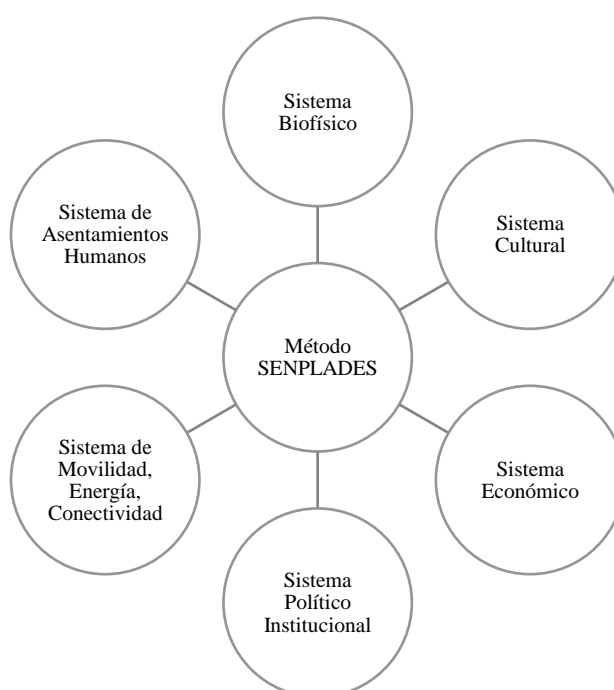 Sistema
Biofísico
Sistema de
Asentamientos
Humanos
Sistema
Cultural
Método
SENPLADES
Sistema de
Movilidad,
Energía,
Conectividad
Sistema
Económico
Sistema
Político
Institucional